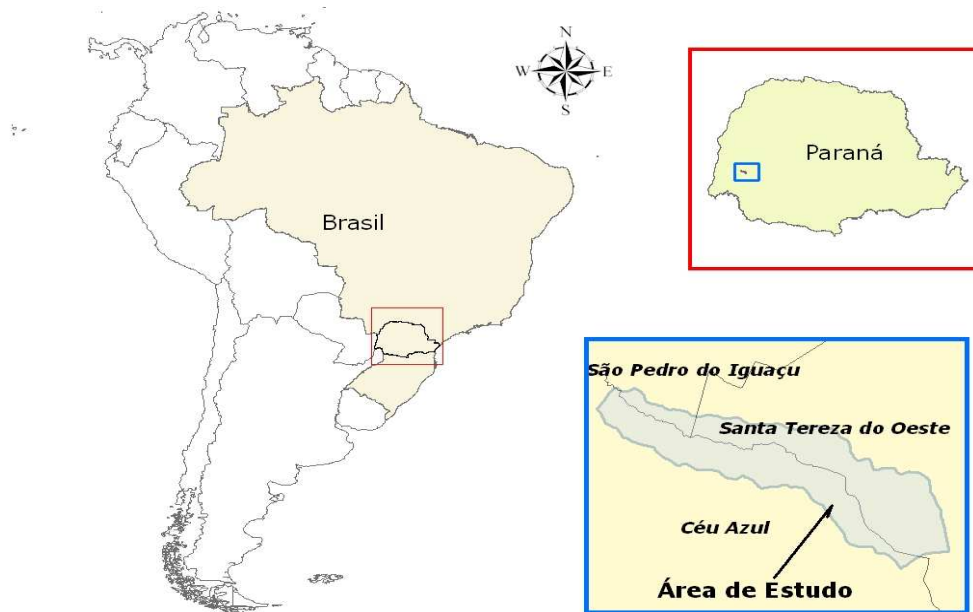 N
W E
S
Brasil
Paraná
São Pedro do Iguaçu
Santa Tereza do Oeste
Céu Azul
Área de Estudo